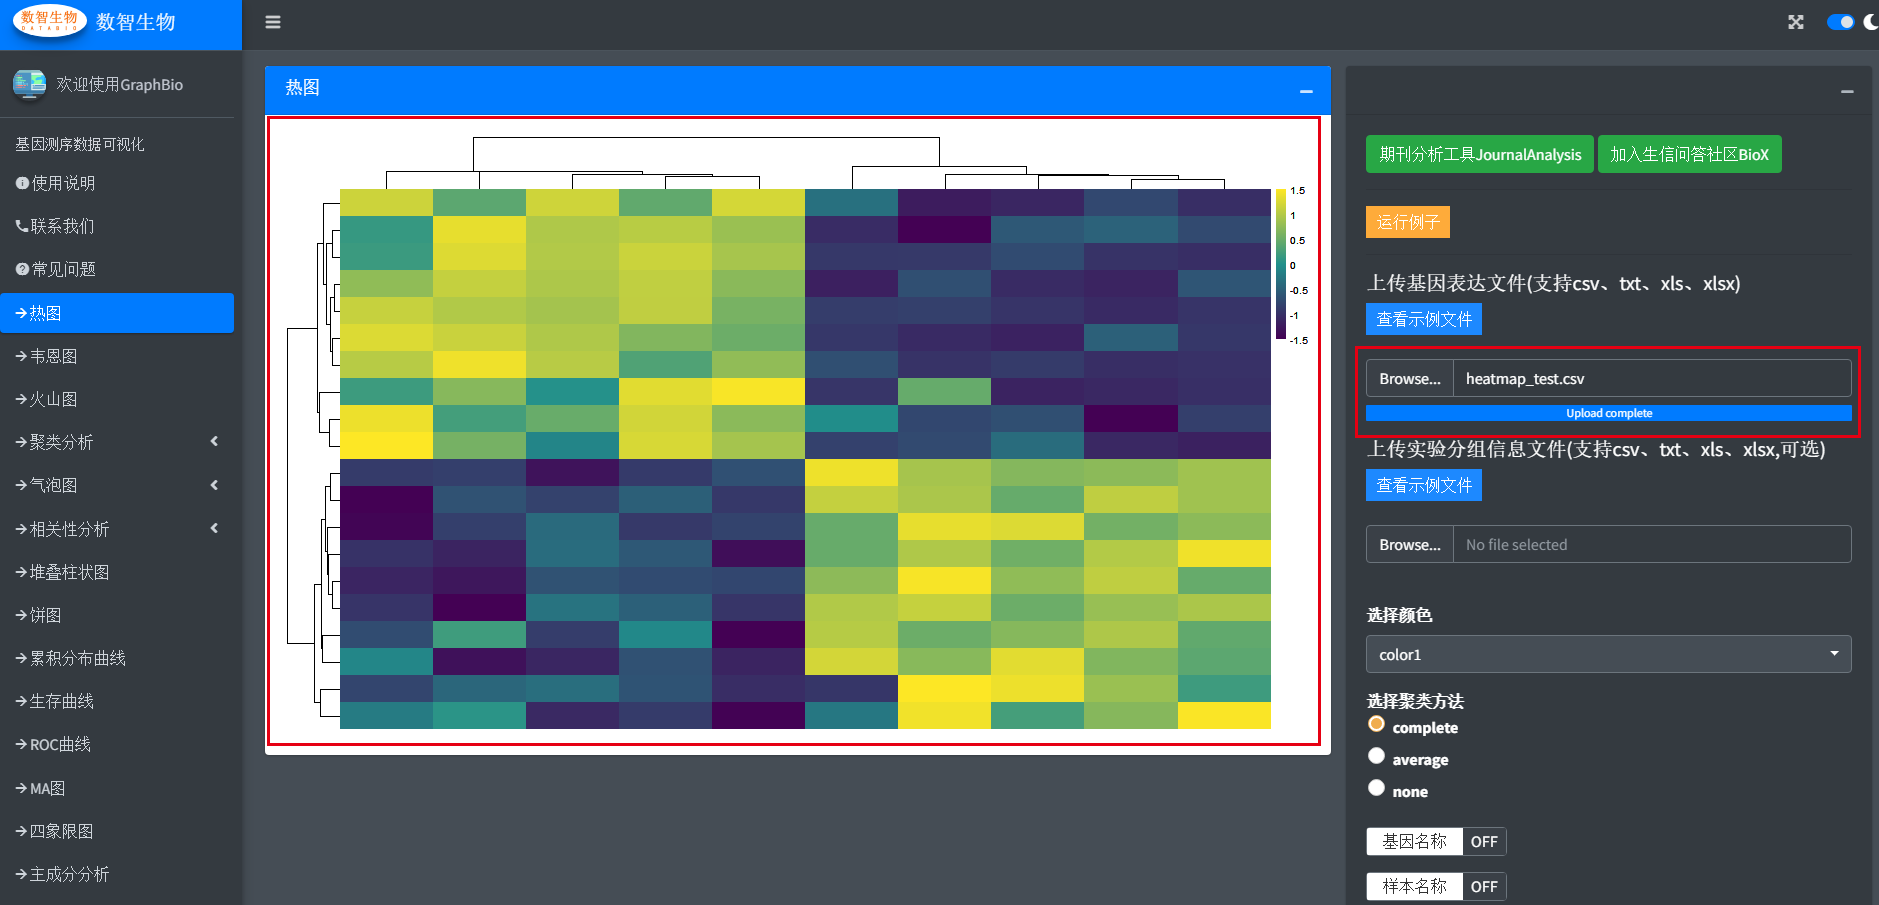 数智生物
DATABIO
数智生物
欢迎使用GraphBio
基因测序数据可视化
使用说明
联系我们
常见问题
热图
韦恩图
火山图
聚类分析
气泡图
相关性分析
堆叠柱状图
饼图
累积分布曲线
生存曲线
ROC曲线
MA图
四象限图
主成分分析
热图
1.5
1
0.5
0
-0.5
-1
-1.5
期刊分析工具JournalAnalysis
加入生信问答社区BioX
运行例子
上传基因表达文件(支持csv、txt、xls、xlsx)
查看示例文件
Browse...
heatmap_test.csv
Upload complete
上传实验分组信息文件(支持csv、txt、xls、xlsx,可选)
查看示例文件
Browse...
No file selected
选择颜色
color1
选择聚类方法
complete
average
none
基因名称 OFF
样本名称 OFF